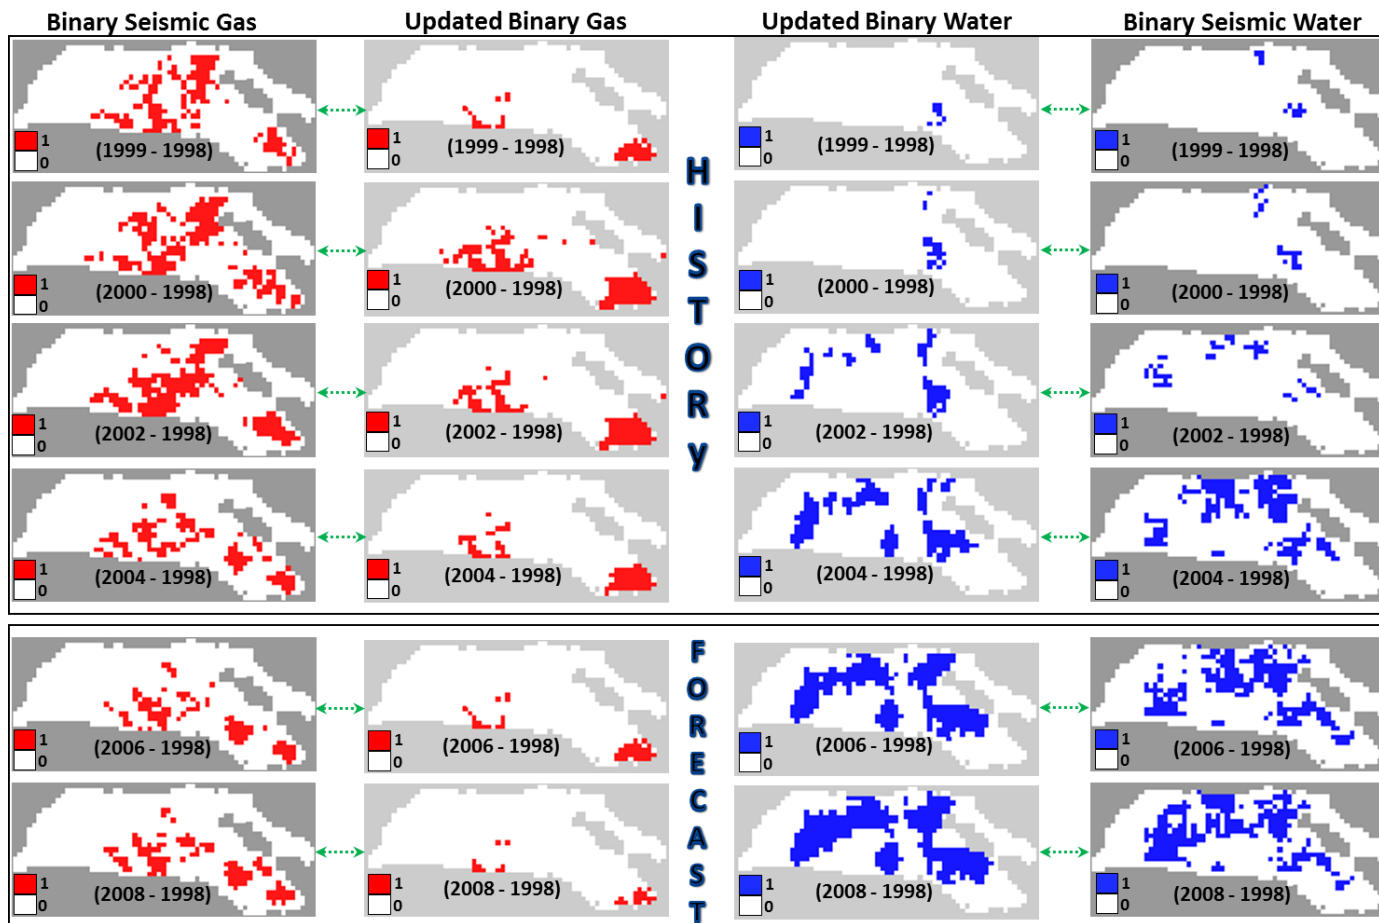 Binary Seismic Gas Updated Binary Gas Updated Binary Water Binary Seismic Water
1 1 1 1
0 0 0 0
(1999 - 1998) (1999 - 1998) (1999 - 1998) (1999 - 1998)
1 1 1 1
0 0 0 0
(2000 - 1998) (2000 - 1998) (2000 - 1998) (2000 - 1998)
1 1 1 1
0 0 0 0
(2002 - 1998) (2002 - 1998) (2002 - 1998) (2002 - 1998)
1 1 1 1
0 0 0 0
(2004 - 1998) (2004 - 1998) (2004 - 1998) (2004 - 1998)
HISTORy
1 1 1 1
0 0 0 0
(2006 - 1998) (2006 - 1998) (2006 - 1998) (2006 - 1998)
1 1 1 1
0 0 0 0
(2008 - 1998) (2008 - 1998) (2008 - 1998) (2008 - 1998)
FORECAST